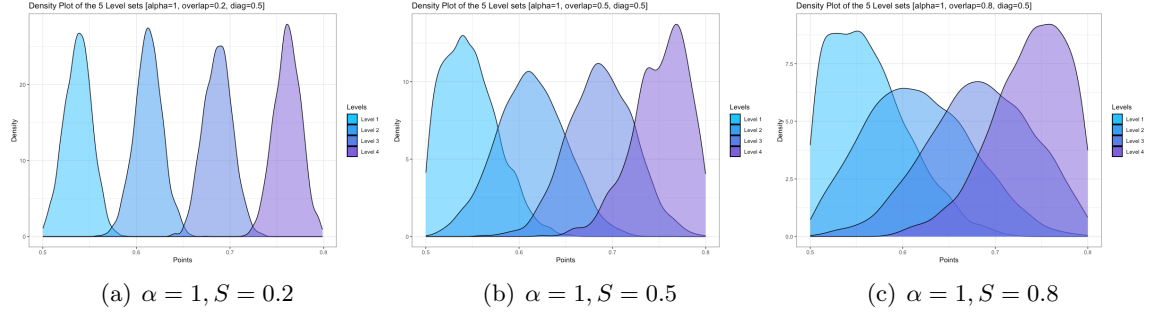 Density Plot of the 5 Level sets [alpha=1, overlap=0.2, diag=0.5]
Density
20
10
0
0.5 0.6 0.7 0.8
Points
Levels
Level 1
Level 2
Level 3
Level 4
(a) α = 1, S = 0.2
Density Plot of the 5 Level sets [alpha=1, overlap=0.5, diag=0.5]
Density
10
5
0
0.5 0.6 0.7 0.8
Points
Levels
Level 1
Level 2
Level 3
Level 4
(b) α = 1, S = 0.5
Density Plot of the 5 Level sets [alpha=1, overlap=0.8, diag=0.5]
Density
7.5
5.0
2.5
0.0
0.5 0.6 0.7 0.8
Points
Levels
Level 1
Level 2
Level 3
Level 4
(c) α = 1, S = 0.8